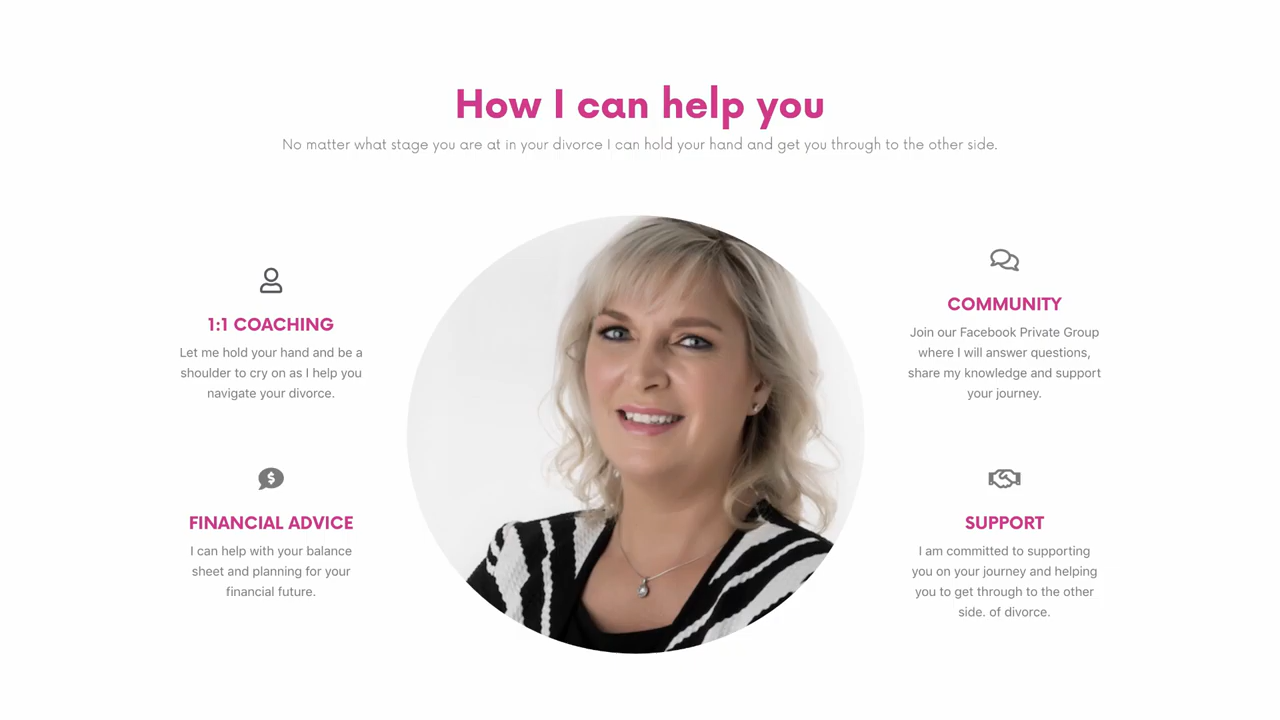 How I can help you
No matter what stage you are at in your divorce I can hold your hand and get you through to the other side.
1:1 COACHING
Let me hold your hand and be a
shoulder to cry on as I help you
navigate your divorce.
FINANCIAL ADVICE
I can help with your balance
sheet and planning for your
financial future.
COMMUNITY
Join our Facebook Private Group
where I will answer questions,
share my knowledge and support
your journey.
SUPPORT
I am committed to supporting
you on your journey and helping
you to get through to the other
side. of divorce.